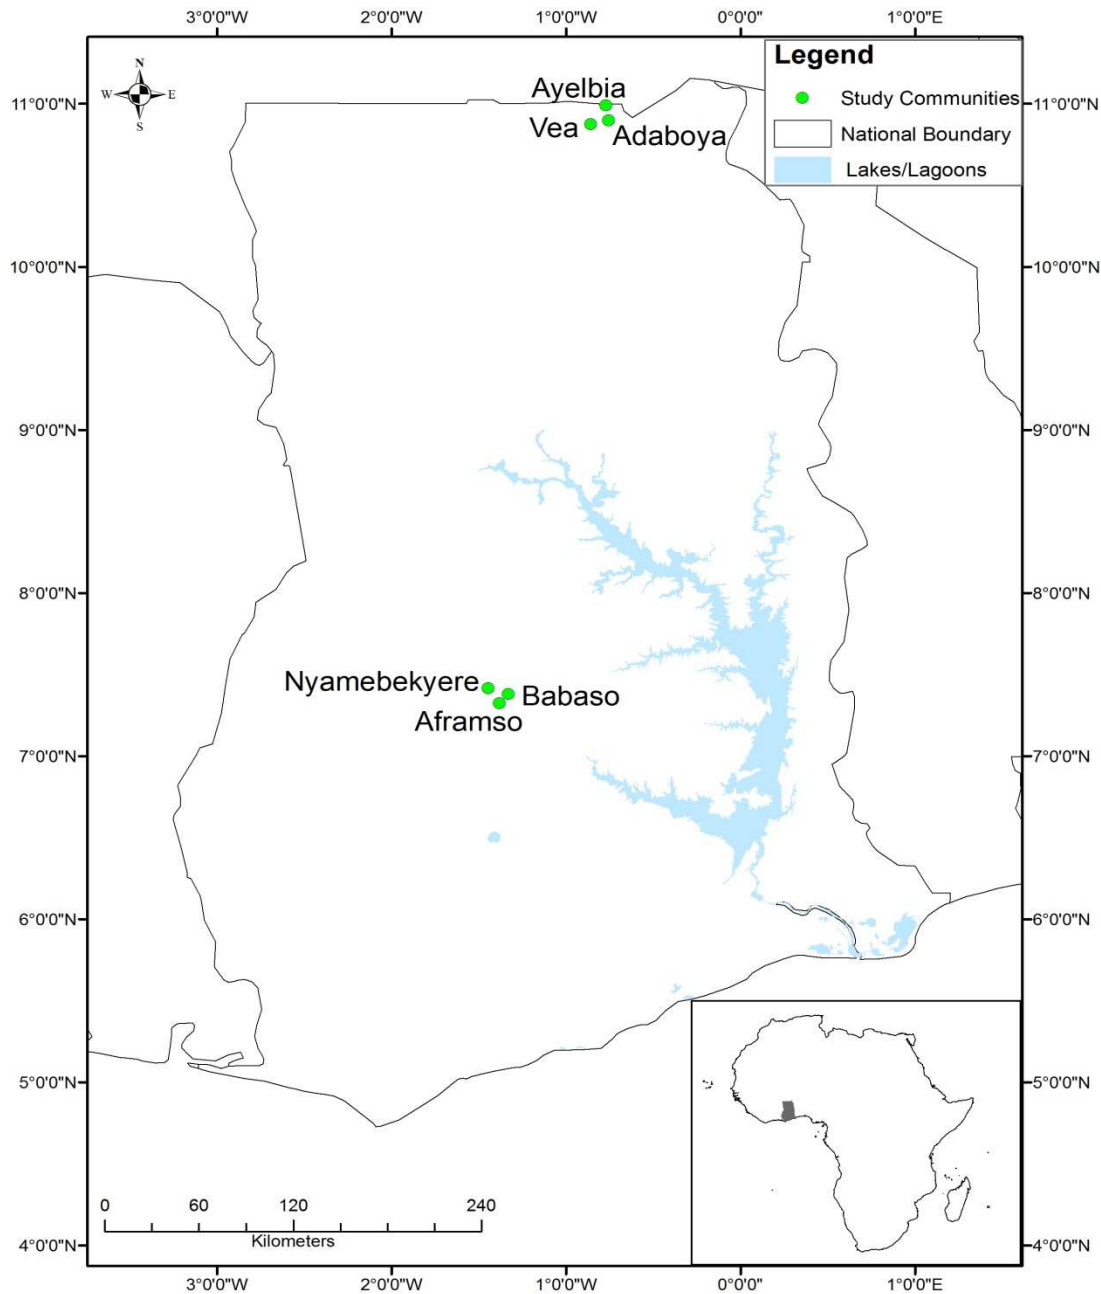 3°0'0"W 2°0'0"W 1°0'0"W 0°0'0" 1°0'0"E
N
W E
S
Legend
Study Communities
National Boundary
Lakes/Lagoons
11°0'0"N 11°0'0"N
Ayelbia
Vea
Adaboya
10°0'0"N 10°0'0"N
9°0'0"N 9°0'0"N
8°0'0"N 8°0'0"N
Nyamebekyere
Babaso
Aframso
7°0'0"N 7°0'0"N
6°0'0"N 6°0'0"N
5°0'0"N 5°0'0"N
0 60 120 240
Kilometers
4°0'0"N 4°0'0"N
3°0'0"W 2°0'0"W 1°0'0"W 0°0'0" 1°0'0"E